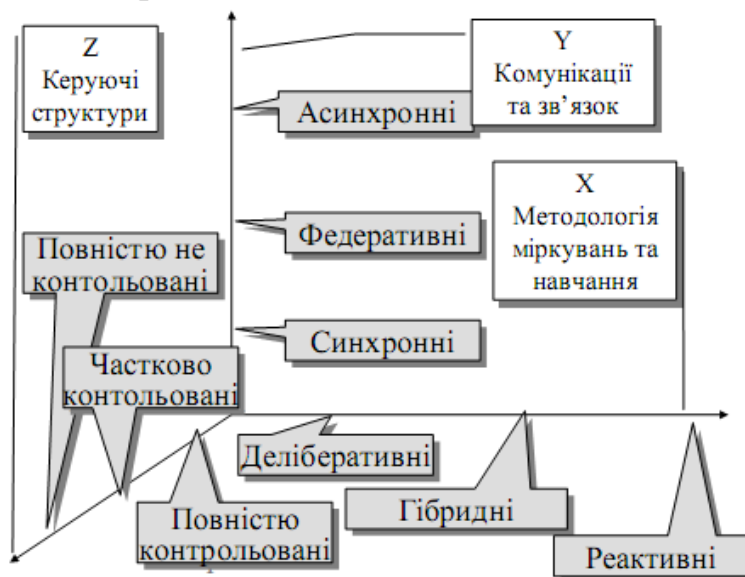 Z
Керуючі
структури
Y
Комунікації
та зв’язок
Асинхронні
X
Методологія
міркувань та
навчання
Федеративні
Повністю не
контольовані
Синхронні
Частково
контольовані
Деліберативні
Гібридні
Повністю
контрольовані
Реактивні